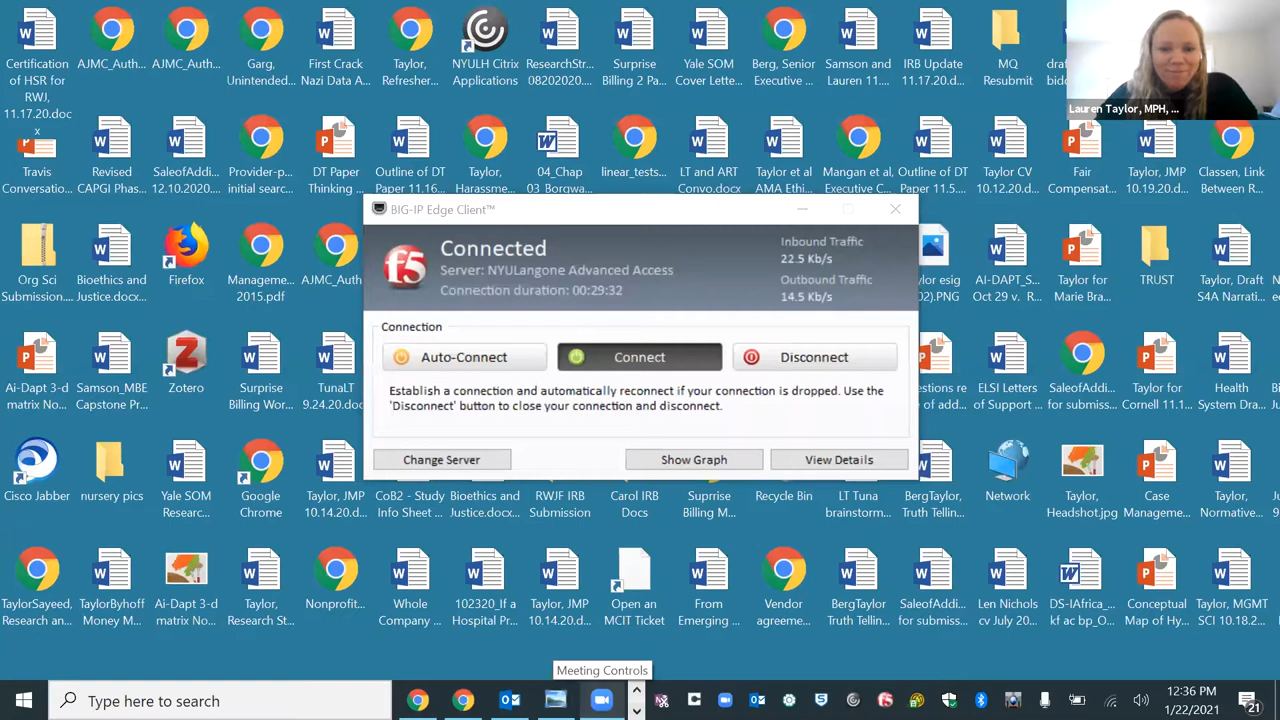 Certification
of HSR for
RWJ,
11.17.20.doc
x
AJMC_Auth...
AJMC_Auth...
Garg,
Unintended...
First Crack
Nazi Data A...
Taylor,
Refresher...
NYULH Citrix
Applications
ResearchStr...
08202020...
Surprise
Billing 2 Pa...
Yale SOM
Cover Lette...
Berg, Senior
Executive ...
Samson and
Lauren 11....
IRB Update
11.17.20.d...
MQ
Resubmit
Lauren Taylor, MPH, ...
Travis
Conversatio...
Revised
CAPGI Phas...
SaleofAddi...
12.10.2020...
Provider-p...
initial searc...
DT Paper
Thinking ...
Outline of DT
Paper 11.16...
Taylor,
Harassme...
04_Chap
03_Borgwa...
linear_tests...
LT and ART
Convo.docx
Taylor et al
AMA Ethi...
Mangan et al,
Executive C...
Outline of DT
Paper 11.5....
Taylor CV
10.12.20.d...
Fair
Compensat...
Taylor, JMP
10.19.20.d...
Classen, Link
Between R...
BIG-IP Edge Client™
f5
Connected
Server: NYULangone Advanced Access
Connection duration: 00:29:32
Inbound Traffic
22.5 Kb/s
Outbound Traffic
14.5 Kb/s
Connection
Auto-Connect
Connect
Disconnect
Establish a connection and automatically reconnect if your connection is dropped. Use the
'Disconnect' button to close your connection and disconnect.
Change Server
Show Graph
View Details
Org Sci
Submission....
Bioethics and
Justice.docx...
Firefox
Manageme...
2015.pdf
AJMC_Auth...
AI-DAPT_S...
Oct 29 v. R...
Taylor for
Marie Bra...
TRUST
Taylor, Draft
S4A Narrati...
Ai-Dapt 3-d
matrix No...
Samson_MBE
Capstone Pr...
Zotero
Surprise
Billing Wor...
TunaLT
9.24.20.doc
ELSI Letters
of Support ...
SaleofAddi...
for submiss...
Taylor for
Cornell 11.1...
Health
System Dra...
Cisco Jabber
nursery pics
Yale SOM
Researc...
Google
Chrome
Taylor, JMP
10.14.20.d...
CoB2 - Study
Info Sheet ...
Bioethics and
Justice.docx...
RWJF IRB
Submission
Carol IRB
Docs
Suprprise
Billing M...
Recycle Bin
LT Tuna
brainstorm...
BergTaylor,
Truth Tellin...
Network
Taylor,
Headshot.jpg
Case
Manageme...
Taylor,
Normative...
TaylorSayeed,
Research an...
TaylorByhoff
Money M...
Ai-Dapt 3-d
matrix No...
Taylor,
Research St...
Nonprofit...
Whole
Company ...
102320_If a
Hospital Pr...
Taylor, JMP
10.14.20.d...
Open an
MCIT Ticket
From
Emerging ...
Vendor
agreeme...
BergTaylor
Truth Tellin...
SaleofAddi...
for submiss...
Len Nichols
cv July 20...
DS-IAfrica_...
kf ac bp_O...
Conceptual
Map of Hy...
Taylor, MGMT
SCI 10.18.2...
Meeting Controls
Type here to search
12:36 PM
1/22/2021
21